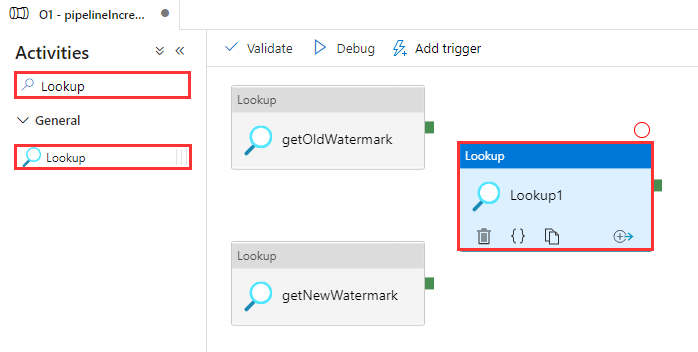 O1 - pipelineIncre...
Activities
Validate
Debug
Add trigger
Lookup
General
Lookup
Lookup
getOldWatermark
Lookup
Lookup1
{}
Lookup
getNewWatermark